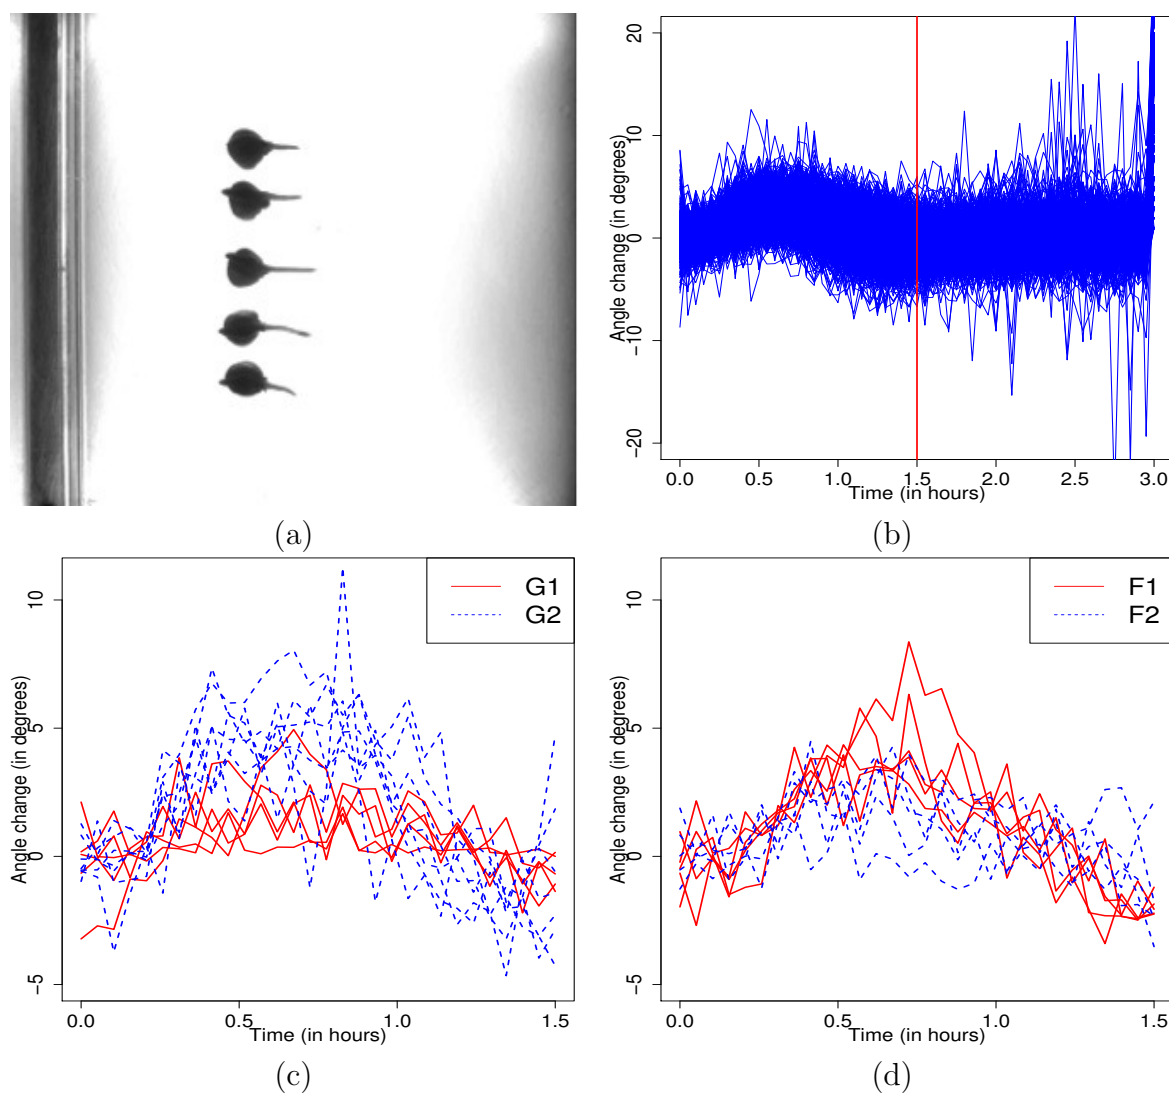 20
10
0
−10
−20
Angle change (in degrees)
0.0 0.5 1.0 1.5 2.0 2.5 3.0
Time (in hours)
(a)
(b)
G1
G2
10
5
0
−5
Angle change (in degrees)
0.0 0.5 1.0 1.5
Time (in hours)
(c)
F1
F2
10
5
0
−5
Angle change (in degrees)
0.0 0.5 1.0 1.5
Time (in hours)
(d)